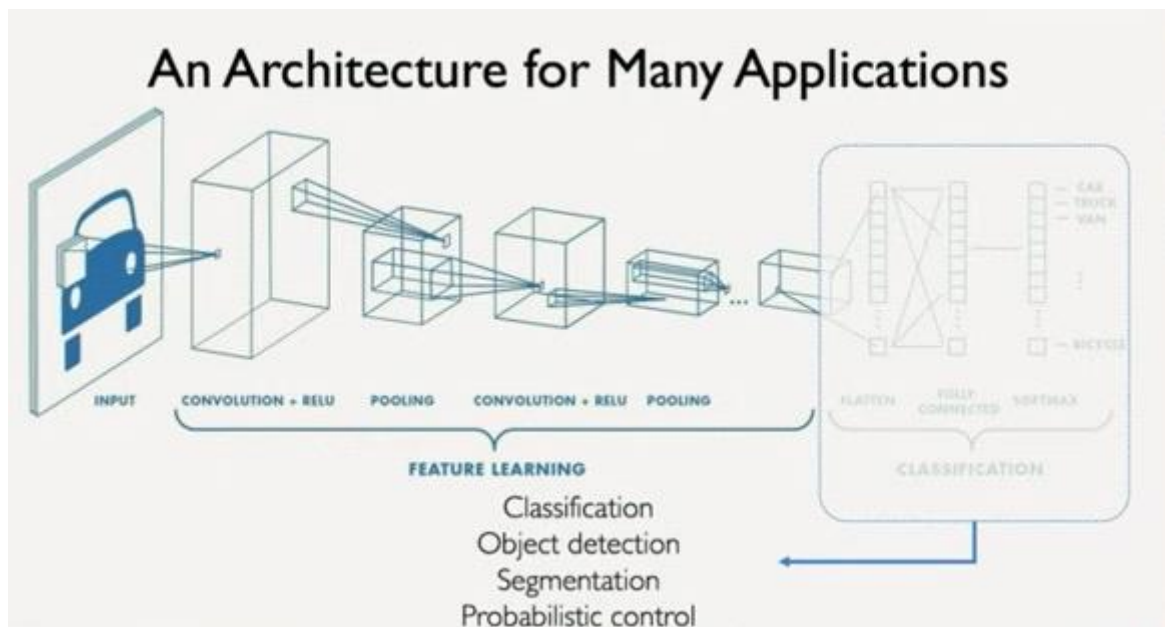 An Architecture for Many Applications
CAR
TRUCK
VAN
BICYCLE
INPUT
CONVOLUTION + RELU
POOLING
CONVOLUTION + RELU
POOLING
FLATTEN
FULLY
CONNECTED
SOFTMAX
FEATURE LEARNING
CLASSIFICATION
Classification
Object detection
Segmentation
Probabilistic control